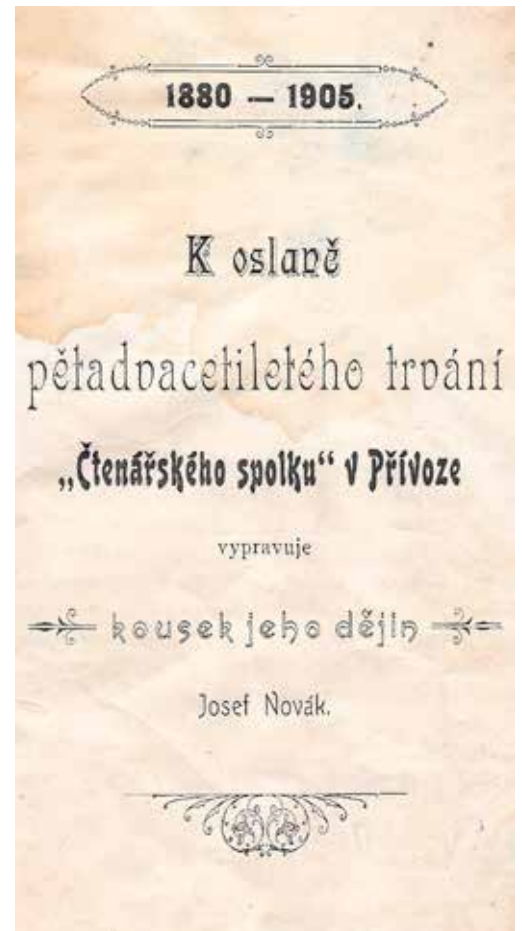 1880 — 1905.
K oslavě
pětadvacetiletého trvání
„Čtenářského spolku“ v Přívoze
vypravuje
kousek jeho dějin
Josef Novák.